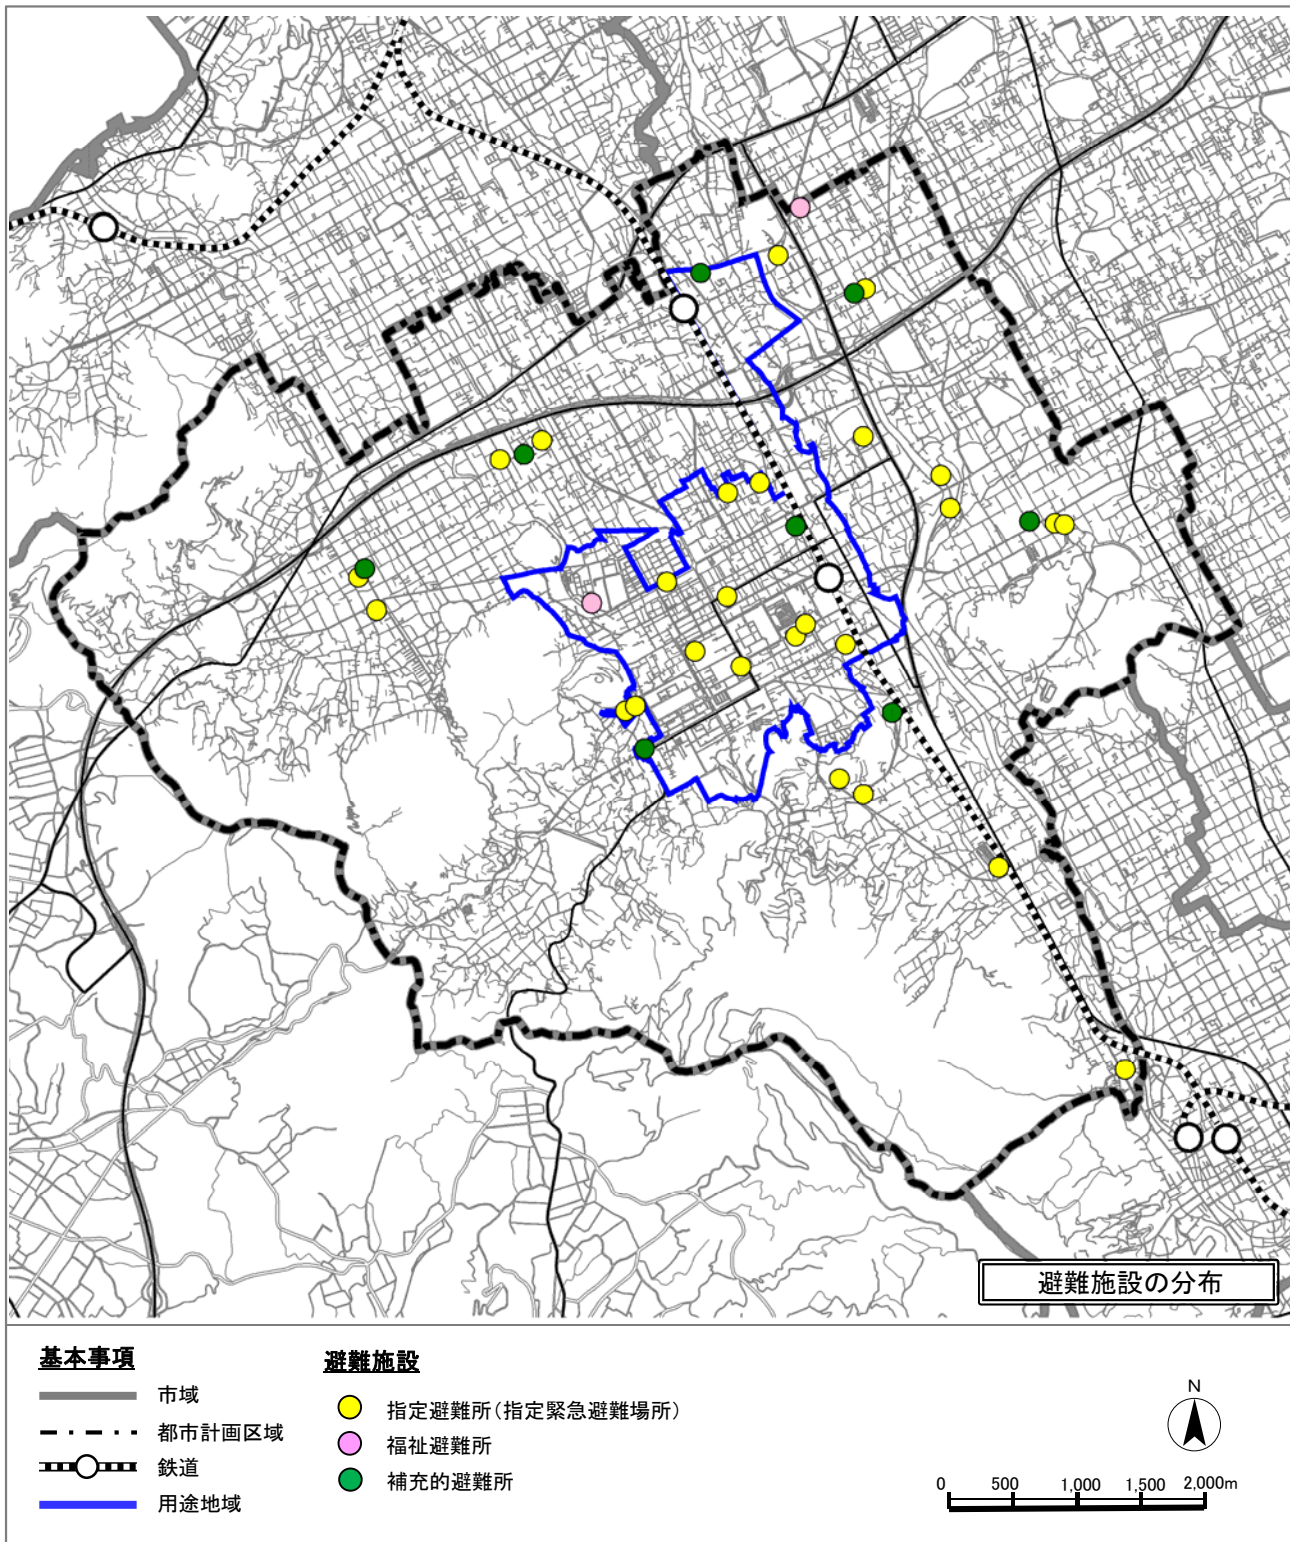 避難施設の分布
基本事項
市域
都市計画区域
鉄道
用途地域
避難施設
指定避難所(指定緊急避難場所)
福祉避難所
補充的避難所
N
0 500 1,000 1,500 2,000m